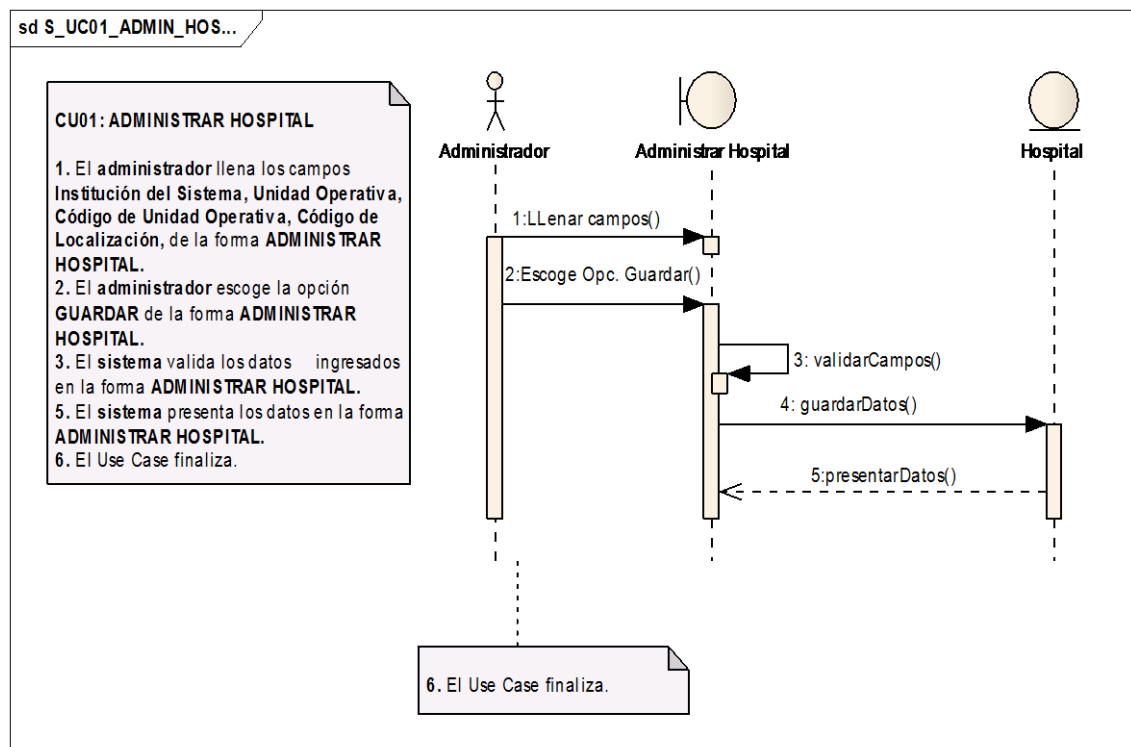 sd S_UC01_ADMIN_HOS...
CU01: ADMINISTRAR HOSPITAL
1. El administrador llena los campos
Institución del Sistema, Unidad Operativa,
Código de Unidad Operativa, Código de
Localización, de la forma ADMINISTRAR
HOSPITAL.
2. El administrador escoge la opción
GUARDAR de la forma ADMINISTRAR
HOSPITAL.
3. El sistema valida los datos ingresados
en la forma ADMINISTRAR HOSPITAL.
5. El sistema presenta los datos en la forma
ADMINISTRAR HOSPITAL.
6. El Use Case finaliza.
Administrador
Administrar Hospital
Hospital
1:LLenar campos()
2:Escoge Opc. Guardar()
3: validarCampos()
4: guardarDatos()
5:presentarDatos()
6. El Use Case finaliza.